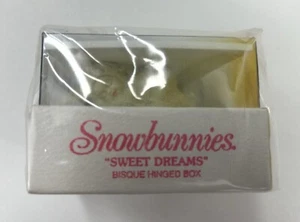 Snowbunnies.
"SWEET DREAMS"
BISQUE HINGED BOX